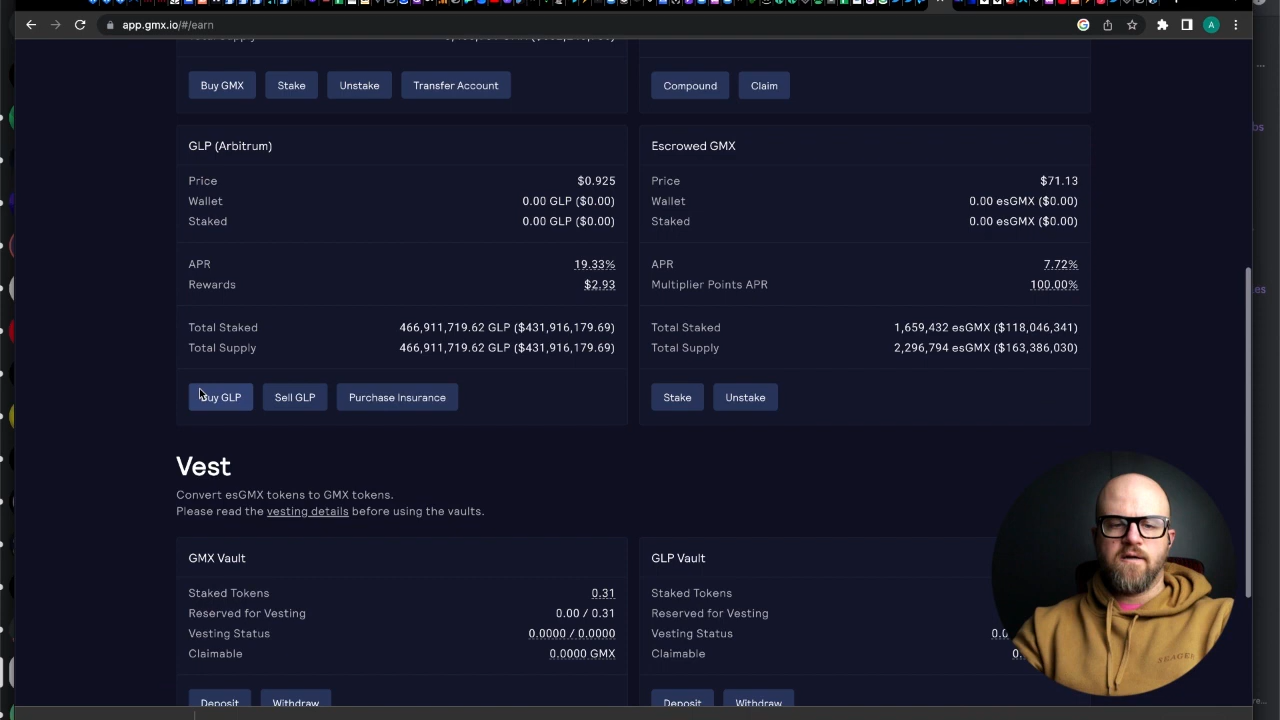 app.gmx.io/#/earn
A
Buy GMX Stake Unstake Transfer Account
Compound Claim
GLP (Arbitrum)
Price $0.925
Wallet 0.00 GLP ($0.00)
Staked 0.00 GLP ($0.00)
APR 19.33%
Rewards $2.93
Total Staked 466,911,719.62 GLP ($431,916,179.69)
Total Supply 466,911,719.62 GLP ($431,916,179.69)
Buy GLP Sell GLP Purchase Insurance
Escrowed GMX
Price $71.13
Wallet 0.00 esGMX ($0.00)
Staked 0.00 esGMX ($0.00)
APR 7.72%
Multiplier Points APR 100.00%
Total Staked 1,659,432 esGMX ($118,046,341)
Total Supply 2,296,794 esGMX ($163,386,030)
Stake Unstake
Vest
Convert esGMX tokens to GMX tokens.
Please read the vesting details before using the vaults.
GMX Vault
Staked Tokens 0.31
Reserved for Vesting 0.00 / 0.31
Vesting Status 0.0000 / 0.0000
Claimable 0.0000 GMX
Deposit Withdraw
GLP Vault
Staked Tokens
Reserved for Vesting
Vesting Status
Claimable
Deposit Withdraw
SEAGER